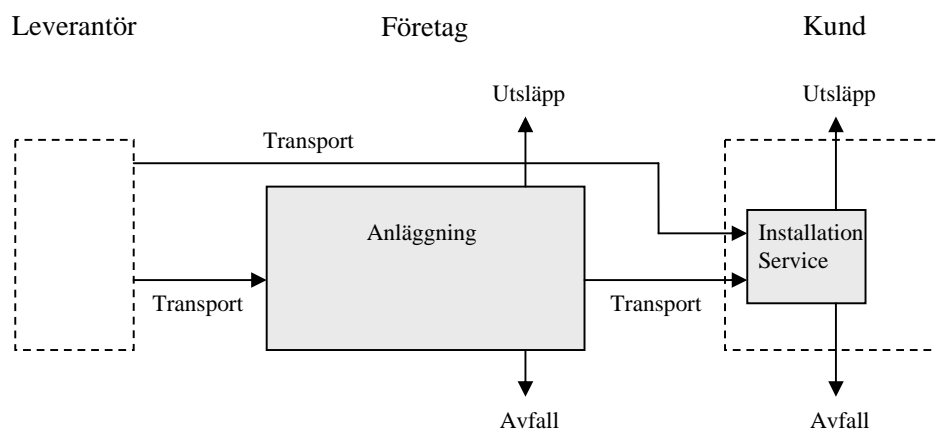 Leverantör
Företag
Kund
Utsläpp
Utsläpp
Transport
Anläggning
Installation
Service
Transport
Transport
Avfall
Avfall